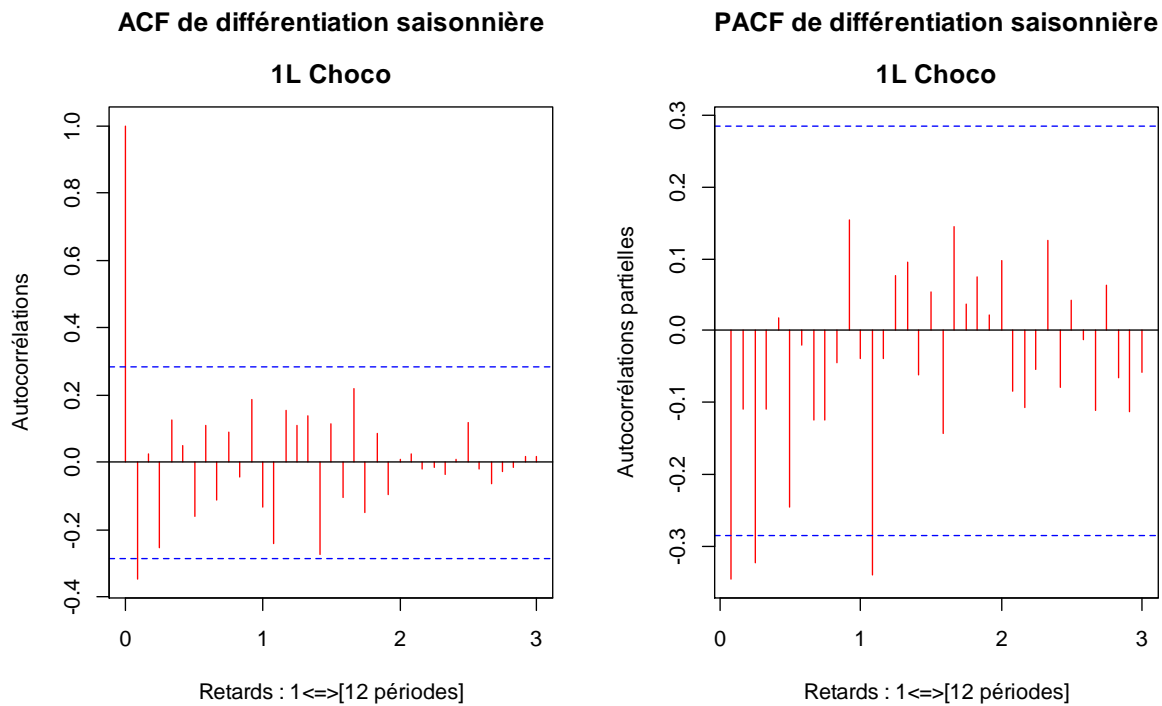 ACF de différentiation saisonnière
1L Choco
1.0
0.8
0.6
0.4
0.2
0.0
-0.2
-0.4
Autocorrélations
0 1 2 3
Retards : 1<=>[12 périodes]
PACF de différentiation saisonnière
1L Choco
0.3
0.2
0.1
0.0
-0.1
-0.2
-0.3
Autocorrélations partielles
0 1 2 3
Retards : 1<=>[12 périodes]